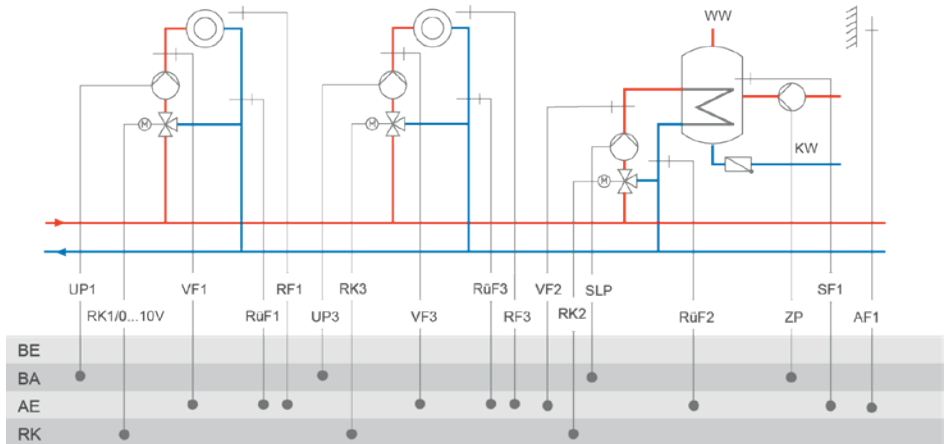 WW
M
M
KW
M
UP1 VF1 RF1 RK3 RüF3 VF2 SLP SF1
RK1/0...10V RüF1 UP3 VF3 RF3 RK2 RüF2 ZP AF1
BE
BA
AE
RK